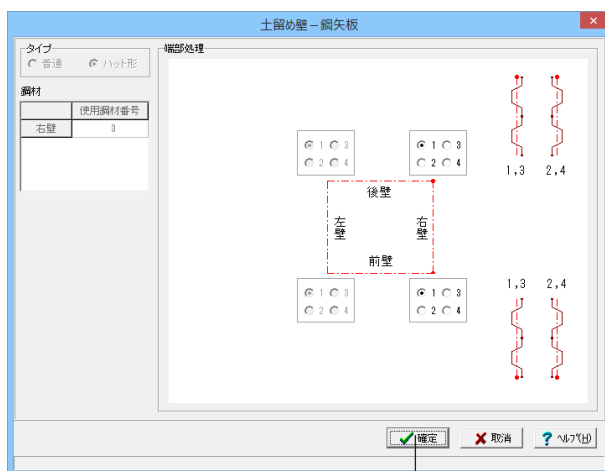 土留め壁－鋼矢板
タイプ
普通 ハット形
鋼材
使用鋼材番号
右壁 3
端部処理
1 3
2 4
1 3
2 4
1,3 2,4
後壁
左壁
右壁
前壁
1 3
2 4
1 3
2 4
1,3 2,4
確定 取消 ヘルプ(H)